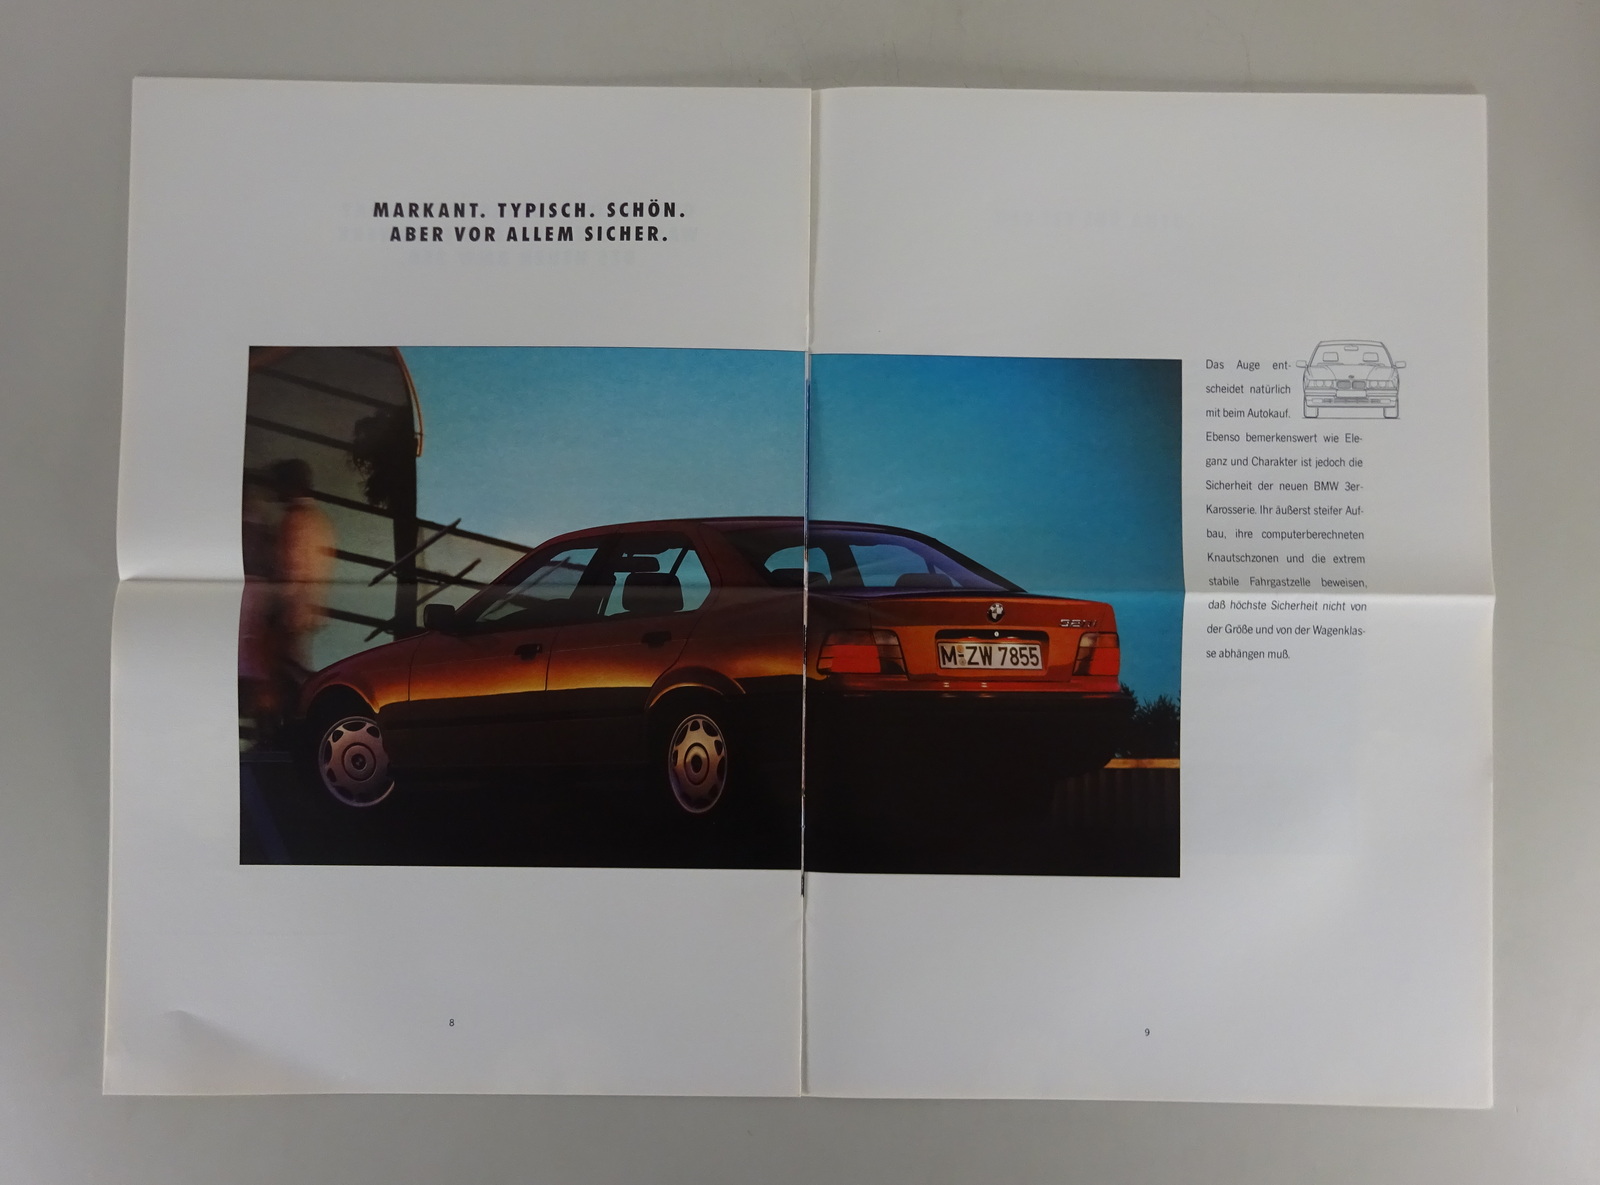 MARKANT. TYPISCH. SCHÖN.
ABER VOR ALLEM SICHER.
M-ZW 7855
Das Auge ent-
scheidet natürlich
mit beim Autokauf.
Ebenso bemerkenswert wie Ele-
ganz und Charakter ist jedoch die
Sicherheit der neuen BMW 3er-
Karosserie. Ihr äußerst steifer Auf-
bau, ihre computerberechneten
Knautschzonen und die extrem
stabile Fahrgastzelle beweisen,
daß höchste Sicherheit nicht von
der Größe und von der Wagenklas-
se abhängen muß.
8
9